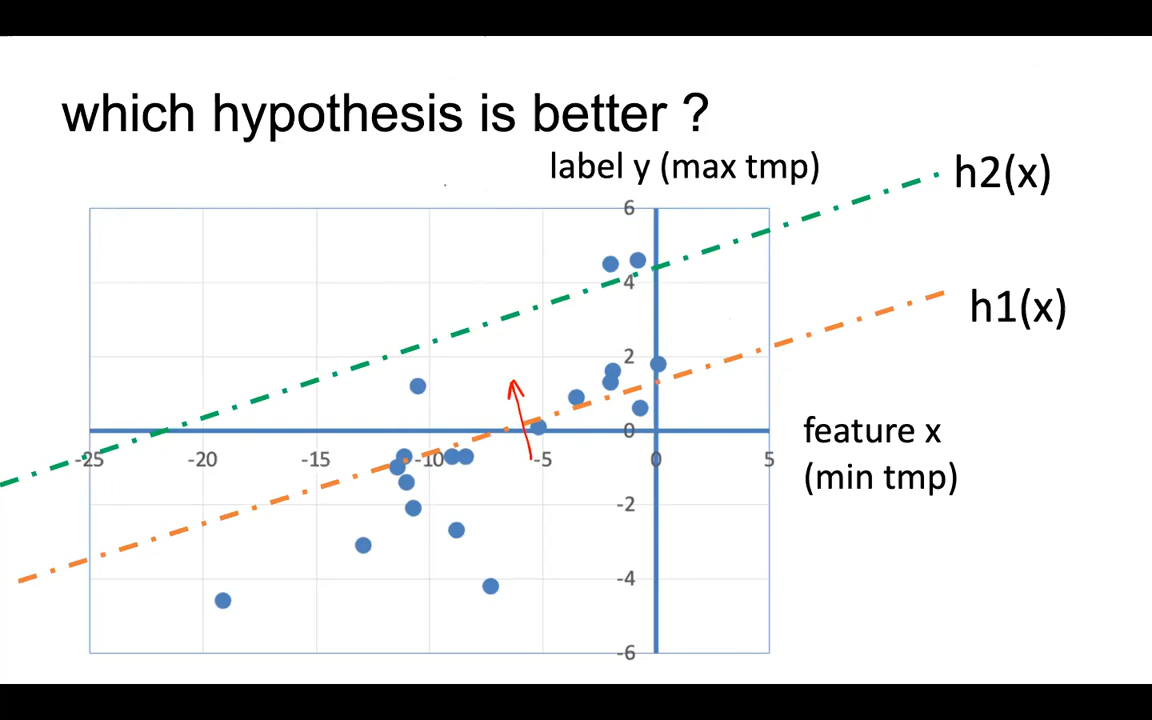 which hypothesis is better ?
label y (max tmp)
h2(x)
6
4
h1(x)
2
0
feature x
-25 -20 -15 -10 -5 0 5
(min tmp)
-2
-4
-6